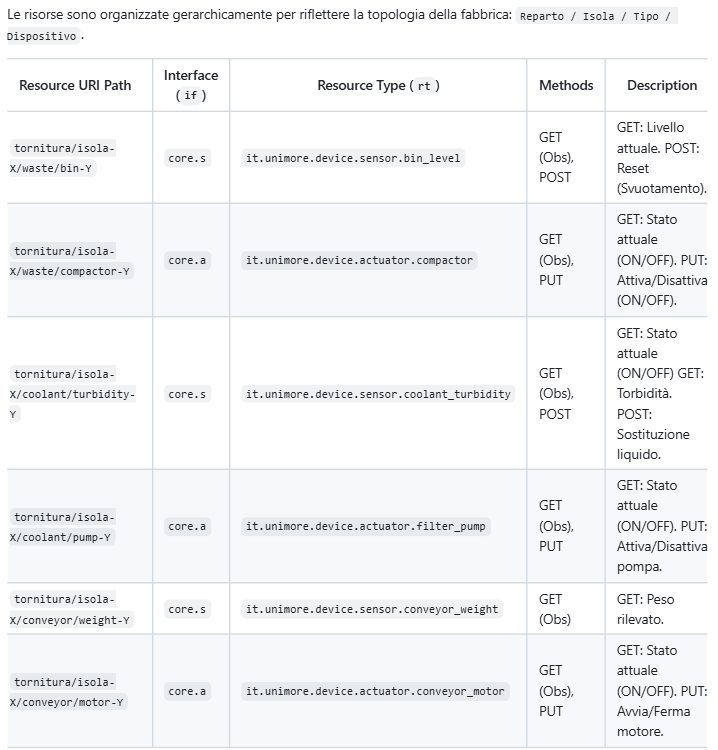 Le risorse sono organizzate gerarchicamente per riflettere la topologia della fabbrica: Reparto / Isola / Tipo /
Dispositivo .
Resource URI Path
Interface
( if )
Resource Type ( rt )
Methods
Description
tornitura/isola-
X/waste/bin-Y
core.s
it.unimore.device.sensor.bin_level
GET
(Obs),
POST
GET: Livello
attuale. POST:
Reset
(Svuotamento).
tornitura/isola-
X/waste/compactor-Y
core.a
it.unimore.device.actuator.compactor
GET
(Obs),
PUT
GET: Stato
attuale
(ON/OFF). PUT:
Attiva/Disattiva
(ON/OFF).
tornitura/isola-
X/coolant/turbidity-
Y
core.s
it.unimore.device.sensor.coolant_turbidity
GET
(Obs),
POST
GET: Stato
attuale
(ON/OFF) GET:
Torbidità.
POST:
Sostituzione
liquido.
tornitura/isola-
X/coolant/pump-Y
core.a
it.unimore.device.actuator.filter_pump
GET
(Obs),
PUT
GET: Stato
attuale
(ON/OFF). PUT:
Attiva/Disattiva
pompa.
tornitura/isola-
X/conveyor/weight-Y
core.s
it.unimore.device.sensor.conveyor_weight
GET
(Obs)
GET: Peso
rilevato.
tornitura/isola-
X/conveyor/motor-Y
core.a
it.unimore.device.actuator.conveyor_motor
GET
(Obs),
PUT
GET: Stato
attuale
(ON/OFF). PUT:
Avvia/Ferma
motore.